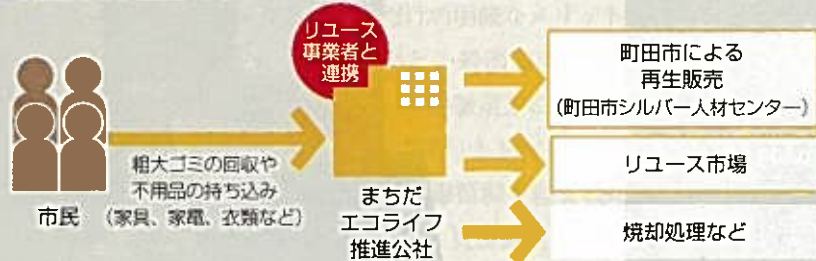 リユース
事業者と
連携
町田市による
再生販売
(町田市シルバー人材センター)
粗大ゴミの回収や
不用品の持ち込み
(家具、家電、衣類など)
市民
まちだ
エコライフ
推進公社
リユース市場
焼却処理など